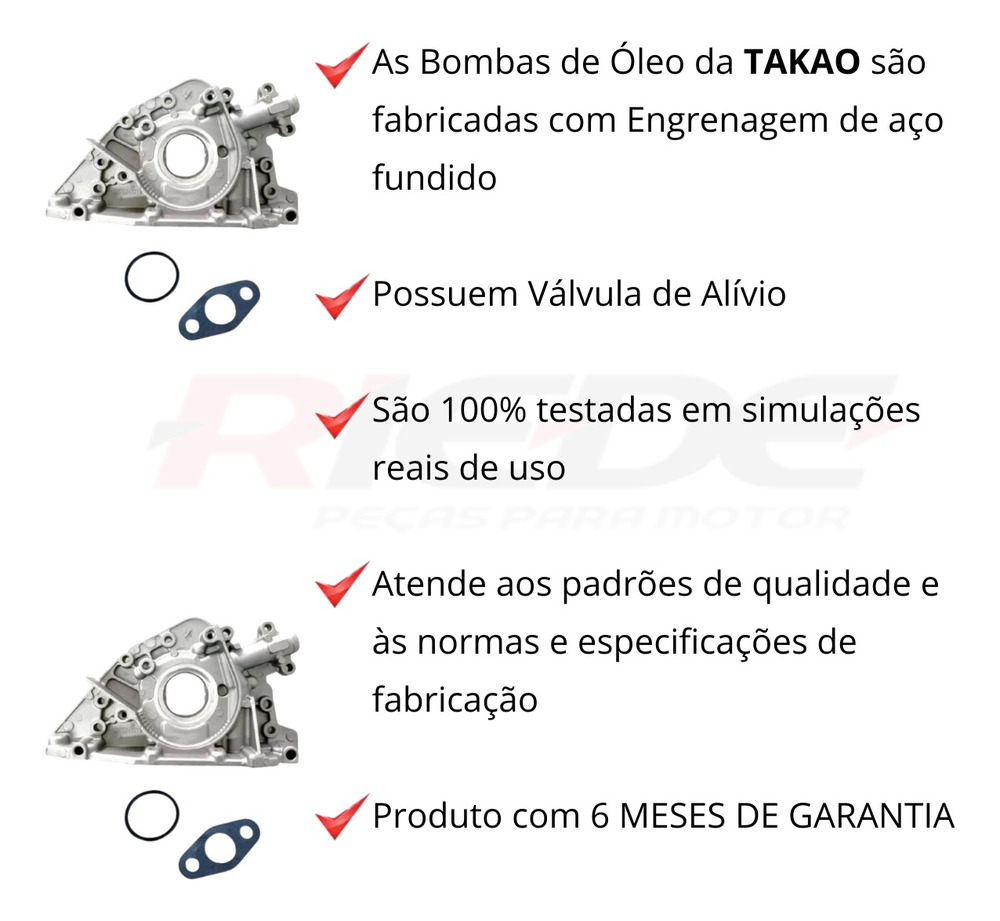 As Bombas de Óleo da TAKAO são
fabricadas com Engrenagem de aço
fundido
Possuem Válvula de Alívio
RIEDE
São 100% testadas em simulações
reais de uso
PEÇAS PARA MOTOR
Atende aos padrões de qualidade e
às normas e especificações de
fabricação
Produto com 6 MESES DE GARANTIA